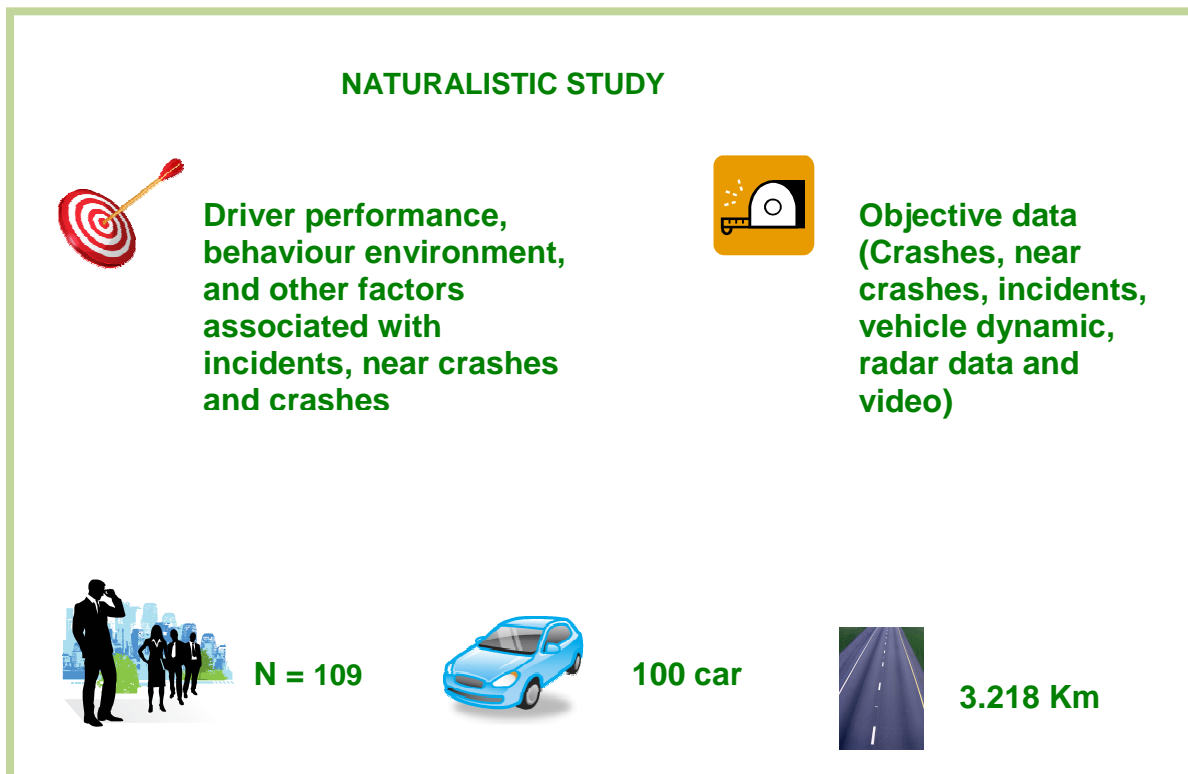 NATURALISTIC STUDY
Driver performance,
behaviour environment,
and other factors
associated with
incidents, near crashes
and crashes
Objective data
(Crashes, near
crashes, incidents,
vehicle dynamic,
radar data and
video)
N = 109
100 car
3.218 Km